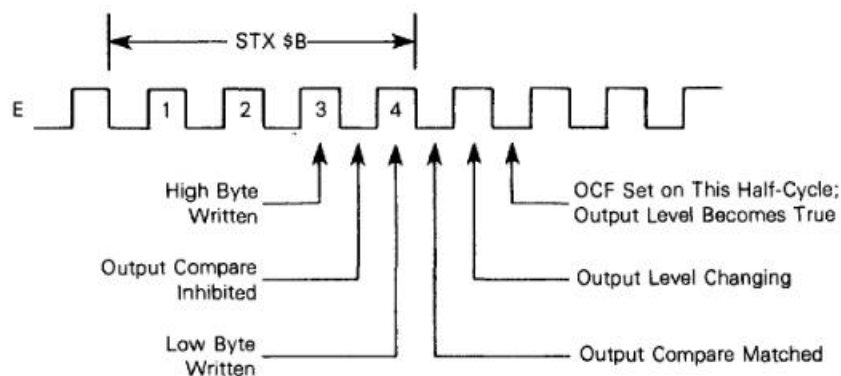 STX $B
E 1 2 3 4
High Byte
Written
OCF Set on This Half-Cycle;
Output Level Becomes True
Output Compare
Inhibited
Output Level Changing
Low Byte
Written
Output Compare Matched